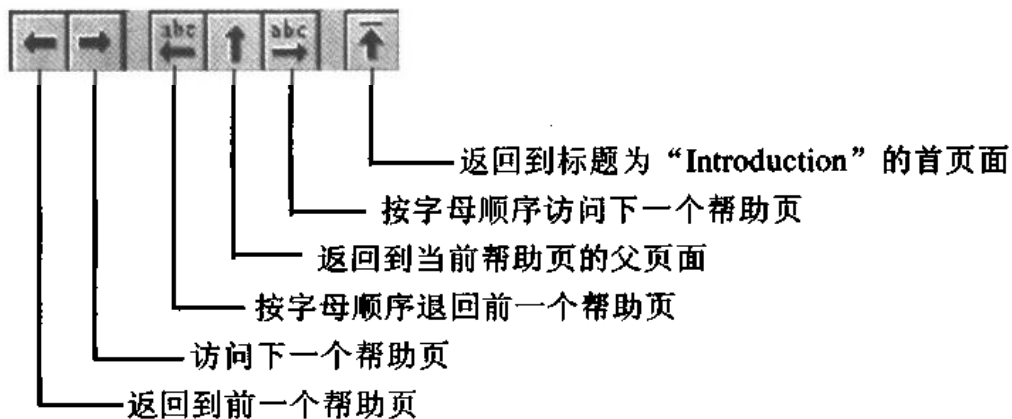 abc
abc
返回到标题为“Introduction”的首页面
按字母顺序访问下一个帮助页
返回到当前帮助页的父页面
按字母顺序退回前一个帮助页
访问下一个帮助页
返回到前一个帮助页